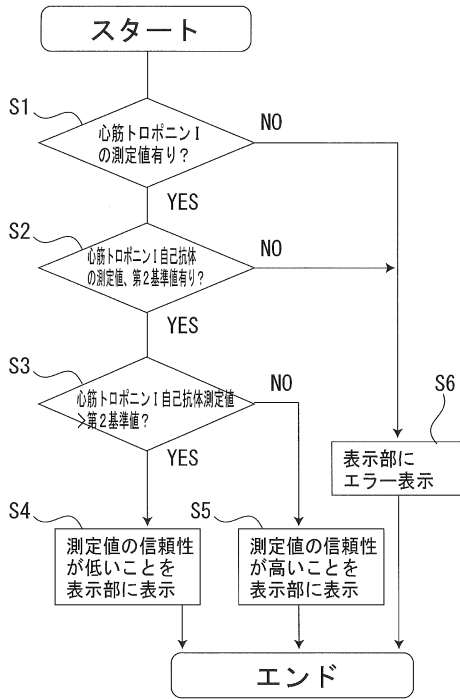 スタート
S1
心筋トロポニンI
の測定値有り？
NO
YES
S2
心筋トロポニンI自己抗体
の測定値、第2基準値有り？
NO
YES
S3
心筋トロポニンI自己抗体測定値
＞第2基準値？
NO
YES
S6
表示部に
エラー表示
S4
測定値の信頼性
が低いことを
表示部に表示
S5
測定値の信頼性
が高いことを
表示部に表示
エンド